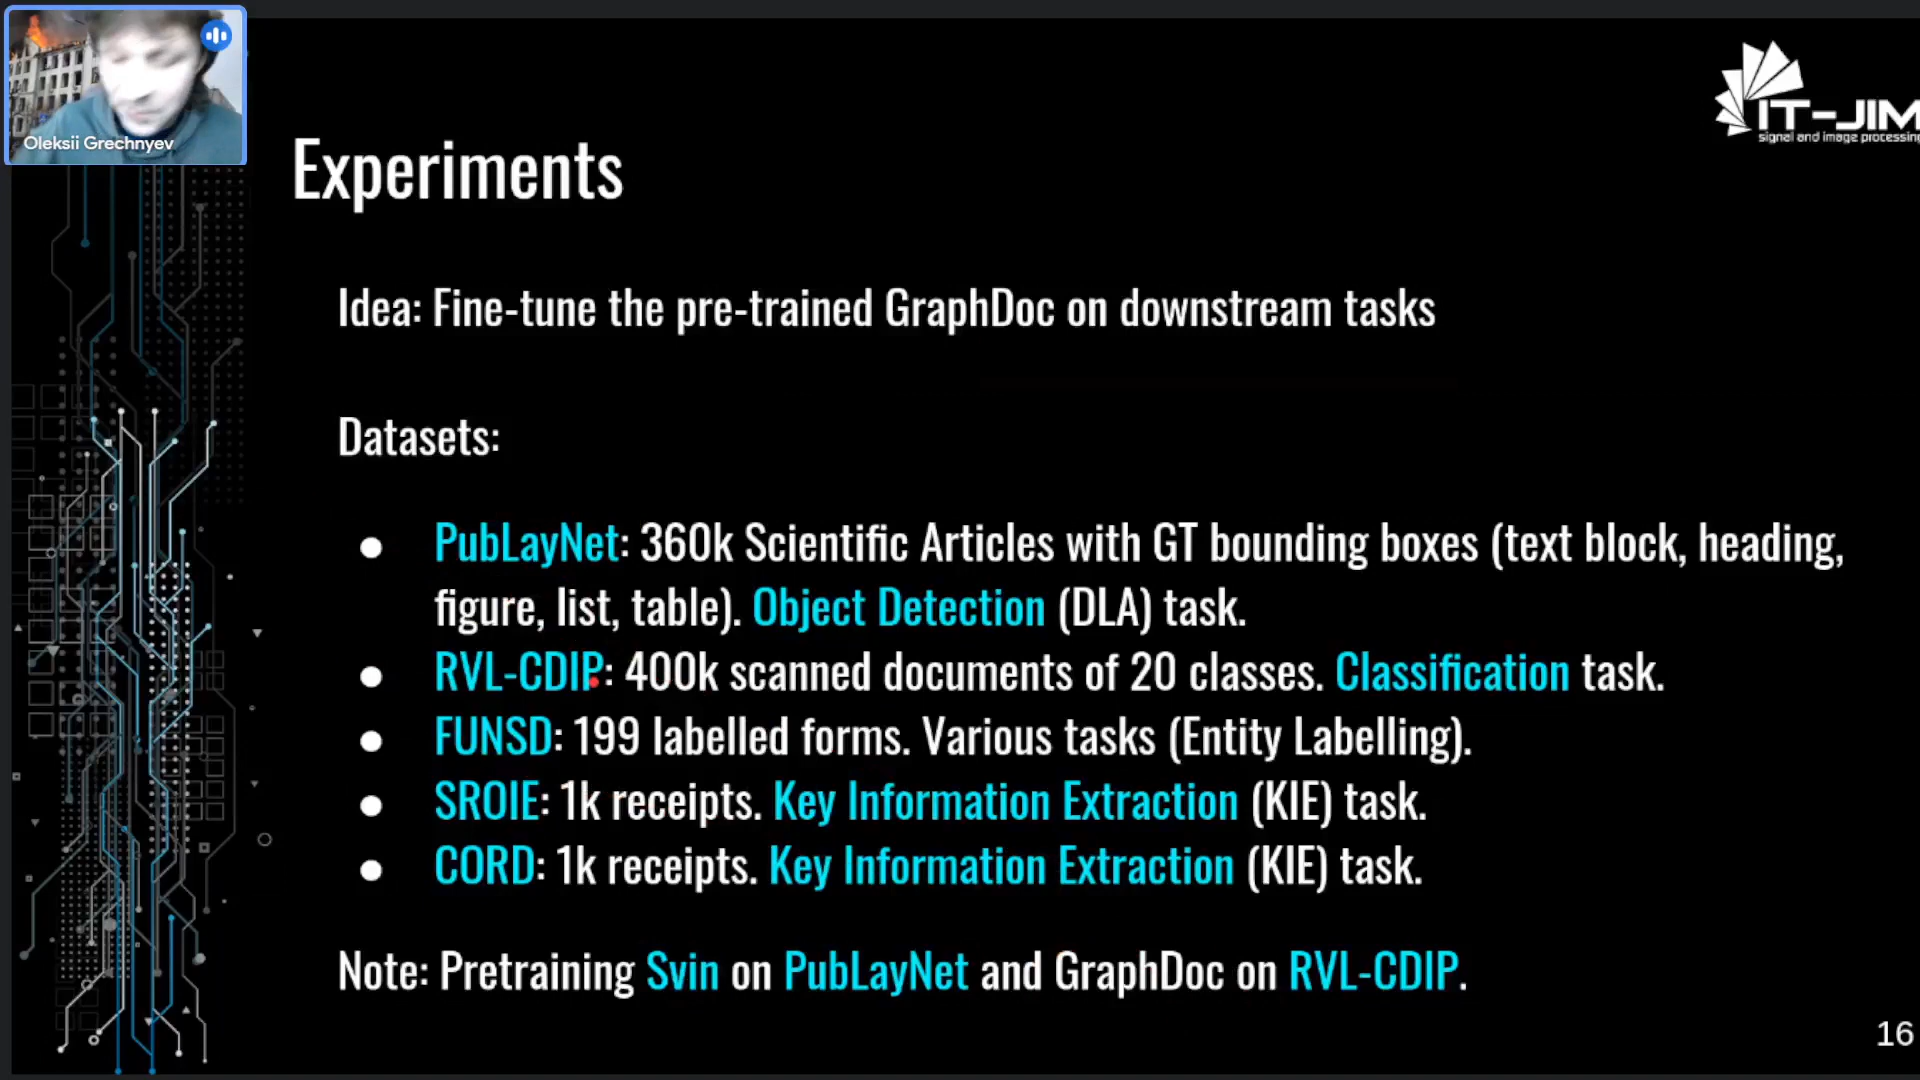 Oleksii Grechnyev
IT-JIM
signal and image processing
Experiments
Idea: Fine-tune the pre-trained GraphDoc on downstream tasks
Datasets:
● PubLayNet: 360k Scientific Articles with GT bounding boxes (text block, heading,
figure, list, table). Object Detection (DLA) task.
● RVL-CDIP: 400k scanned documents of 20 classes. Classification task.
● FUNSD: 199 labelled forms. Various tasks (Entity Labelling).
● SROIE: 1k receipts. Key Information Extraction (KIE) task.
● CORD: 1k receipts. Key Information Extraction (KIE) task.
Note: Pretraining Svin on PubLayNet and GraphDoc on RVL-CDIP.
16